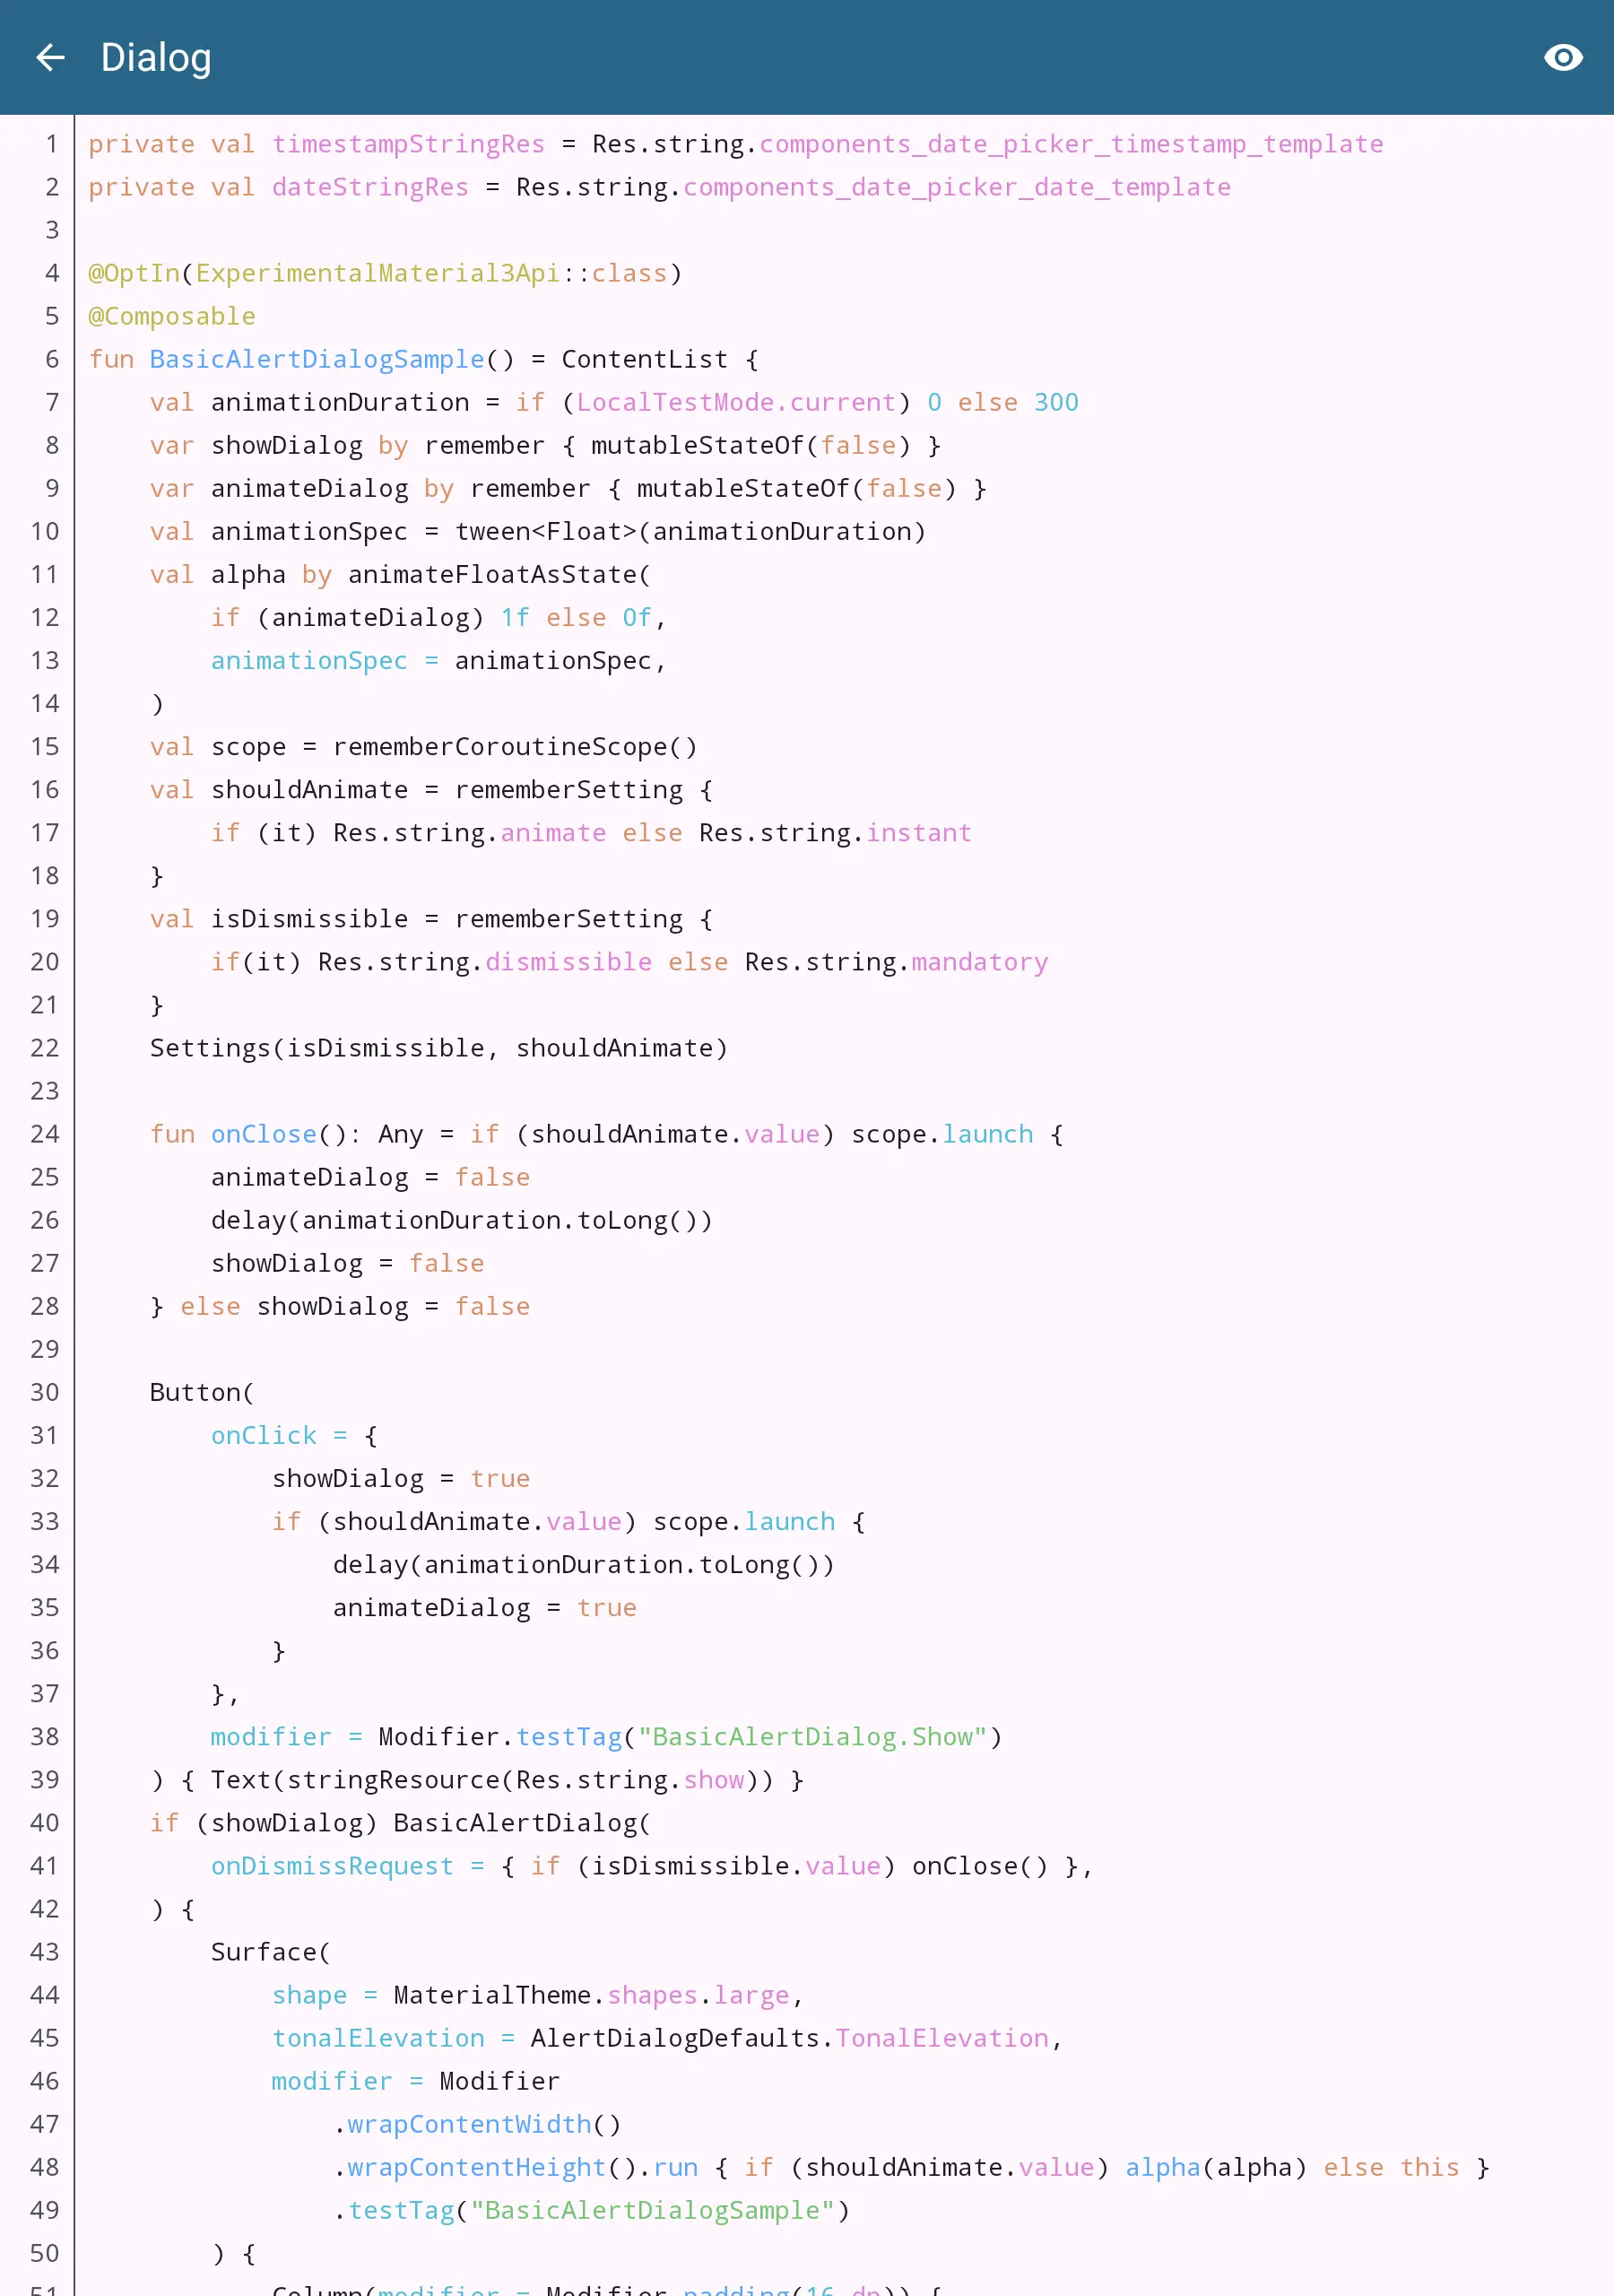 Dialog
1 private val timestampStringRes = Res.string.components_date_picker_timestamp_template
2 private val dateStringRes = Res.string.components_date_picker_date_template
3
4 @OptIn(ExperimentalMaterial3Api::class)
5 @Composable
6 fun BasicAlertDialogSample() = ContentList {
7     val animationDuration = if (LocalTestMode.current) 0 else 300
8     var showDialog by remember { mutableStateOf(false) }
9     var animateDialog by remember { mutableStateOf(false) }
10     val animationSpec = tween<Float>(animationDuration)
11     val alpha by animateFloatAsState(
12         if (animateDialog) 1f else 0f,
13         animationSpec = animationSpec,
14     )
15     val scope = rememberCoroutineScope()
16     val shouldAnimate = rememberSetting {
17         if (it) Res.string.animate else Res.string.instant
18     }
19     val isDismissible = rememberSetting {
20         if(it) Res.string.dismissible else Res.string.mandatory
21     }
22     Settings(isDismissible, shouldAnimate)
23
24     fun onClose(): Any = if (shouldAnimate.value) scope.launch {
25         animateDialog = false
26         delay(animationDuration.toLong())
27         showDialog = false
28     } else showDialog = false
29
30     Button(
31         onClick = {
32             showDialog = true
33             if (shouldAnimate.value) scope.launch {
34                 delay(animationDuration.toLong())
35                 animateDialog = true
36             }
37         },
38         modifier = Modifier.testTag("BasicAlertDialog.Show")
39     ) { Text(stringResource(Res.string.show)) }
40     if (showDialog) BasicAlertDialog(
41         onDismissRequest = { if (isDismissible.value) onClose() },
42     ) {
43         Surface(
44             shape = MaterialTheme.shapes.large,
45             tonalElevation = AlertDialogDefaults.TonalElevation,
46             modifier = Modifier
47                 .wrapContentWidth()
48                 .wrapContentHeight().run { if (shouldAnimate.value) alpha(alpha) else this }
49                 .testTag("BasicAlertDialogSample")
50         ) {
51             Column(modifier = Modifier.padding(16.dp)) {